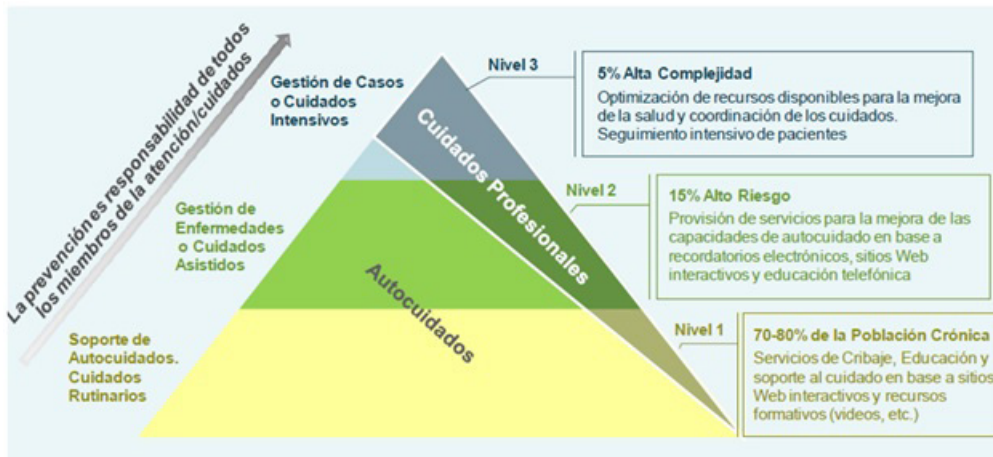 La prevención es responsabilidad de todos
los miembros de la atención/cuidados
Gestión de Casos
o Cuidados
Intensivos
Nivel 3
5% Alta Complejidad
Optimización de recursos disponibles para la mejora
de la salud y coordinación de los cuidados.
Seguimiento intensivo de pacientes
Cuidados Profesionales
Gestión de
Enfermedades
o Cuidados
Asistidos
Nivel 2
15% Alto Riesgo
Provisión de servicios para la mejora de las
capacidades de autocuidado en base a
recordatorios electrónicos, sitios Web
interactivos y educación telefónica
Autocuidados
Soporte de
Autocuidados.
Cuidados
Rutinarios
Nivel 1
70-80% de la Población Crónica
Servicios de Cribaje, Educación y
soporte al cuidado en base a sitios
Web interactivos y recursos
formativos (videos, etc.)